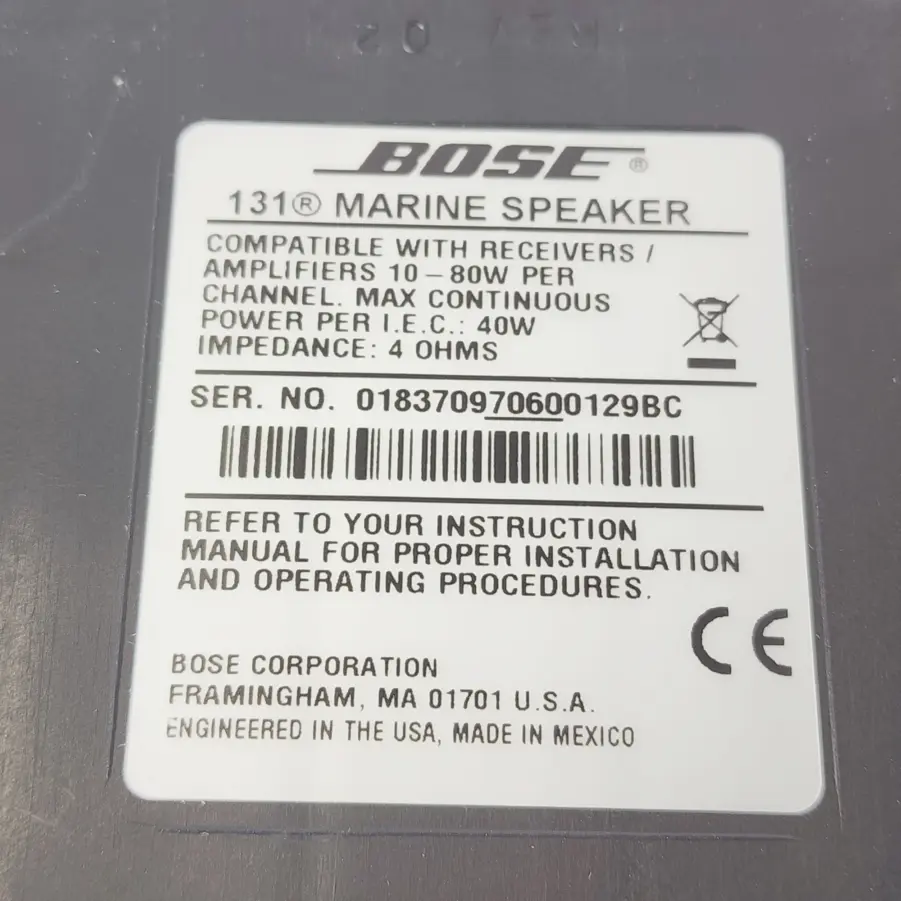 REV 02
BOSE®
131® MARINE SPEAKER
COMPATIBLE WITH RECEIVERS /
AMPLIFIERS 10 – 80W PER
CHANNEL. MAX CONTINUOUS
POWER PER I.E.C.: 40W
IMPEDANCE: 4 OHMS
SER. NO. 018370970600129BC
REFER TO YOUR INSTRUCTION
MANUAL FOR PROPER INSTALLATION
AND OPERATING PROCEDURES.
CE
BOSE CORPORATION
FRAMINGHAM, MA 01701 U.S.A.
ENGINEERED IN THE USA, MADE IN MEXICO